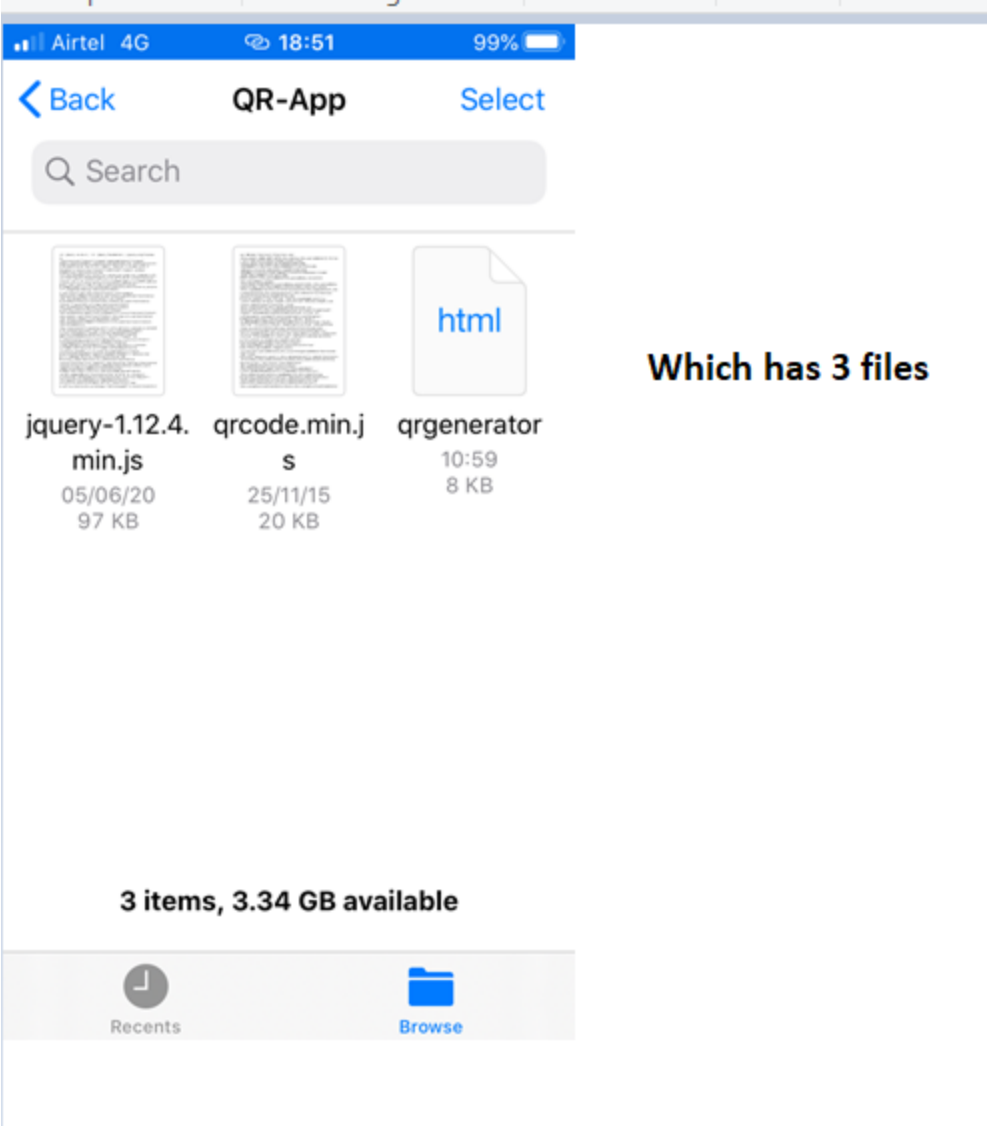 Airtel 4G 18:51 99%
Back QR-App Select
Search
html
jquery-1.12.4.
min.js
05/06/20
97 KB
qrcode.min.j
s
25/11/15
20 KB
qrgenerator
10:59
8 KB
Which has 3 files
3 items, 3.34 GB available
Recents Browse